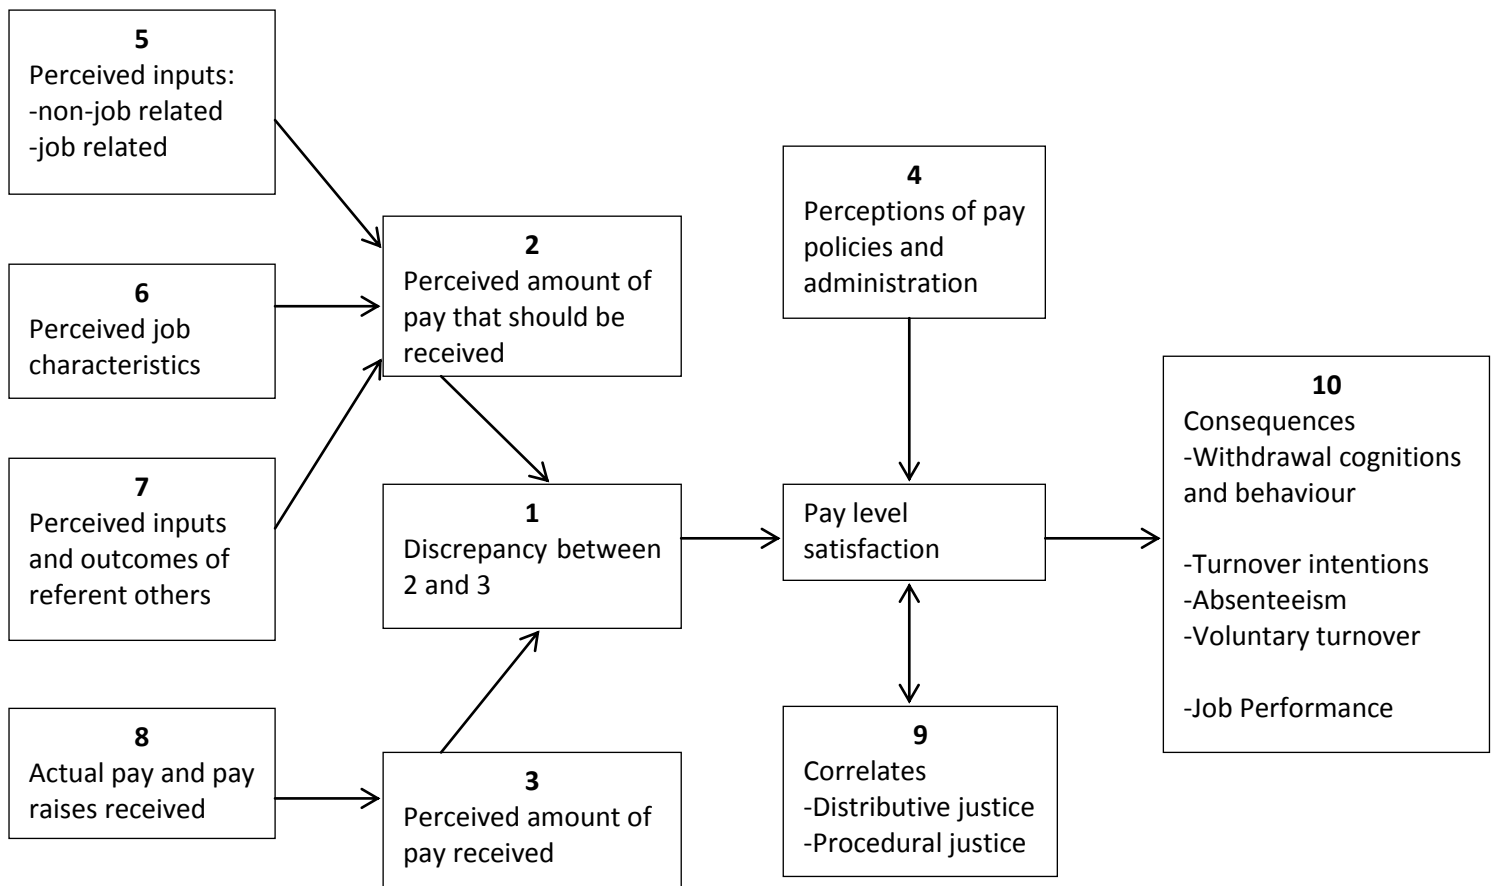 5
Perceived inputs:
-non-job related
-job related
6
Perceived job
characteristics
7
Perceived inputs
and outcomes of
referent others
8
Actual pay and pay
raises received
2
Perceived amount of
pay that should be
received
1
Discrepancy between
2 and 3
3
Perceived amount of
pay received
4
Perceptions of pay
policies and
administration
Pay level
satisfaction
9
Correlates
-Distributive justice
-Procedural justice
10
Consequences
-Withdrawal cognitions
and behaviour
-Turnover intentions
-Absenteeism
-Voluntary turnover
-Job Performance